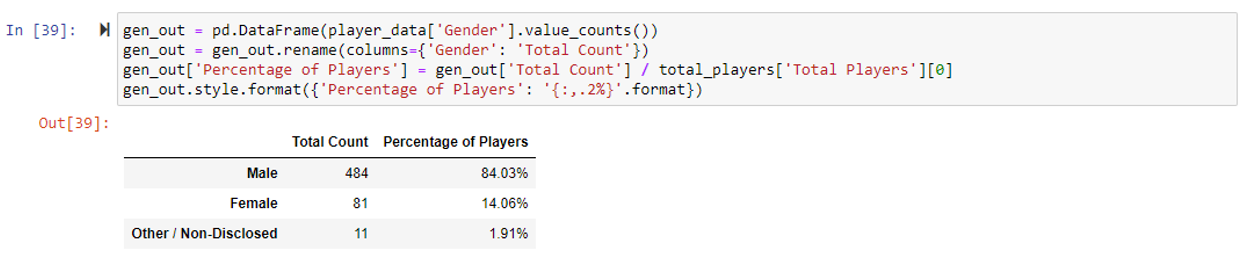 In [39]:
gen_out = pd.DataFrame(player_data['Gender'].value_counts())
gen_out = gen_out.rename(columns={'Gender': 'Total Count'})
gen_out['Percentage of Players'] = gen_out['Total Count'] / total_players['Total Players'][0]
gen_out.style.format({'Percentage of Players': '{:,.2%}'.format})
Out[39]:
Total Count Percentage of Players
Male 484 84.03%
Female 81 14.06%
Other / Non-Disclosed 11 1.91%